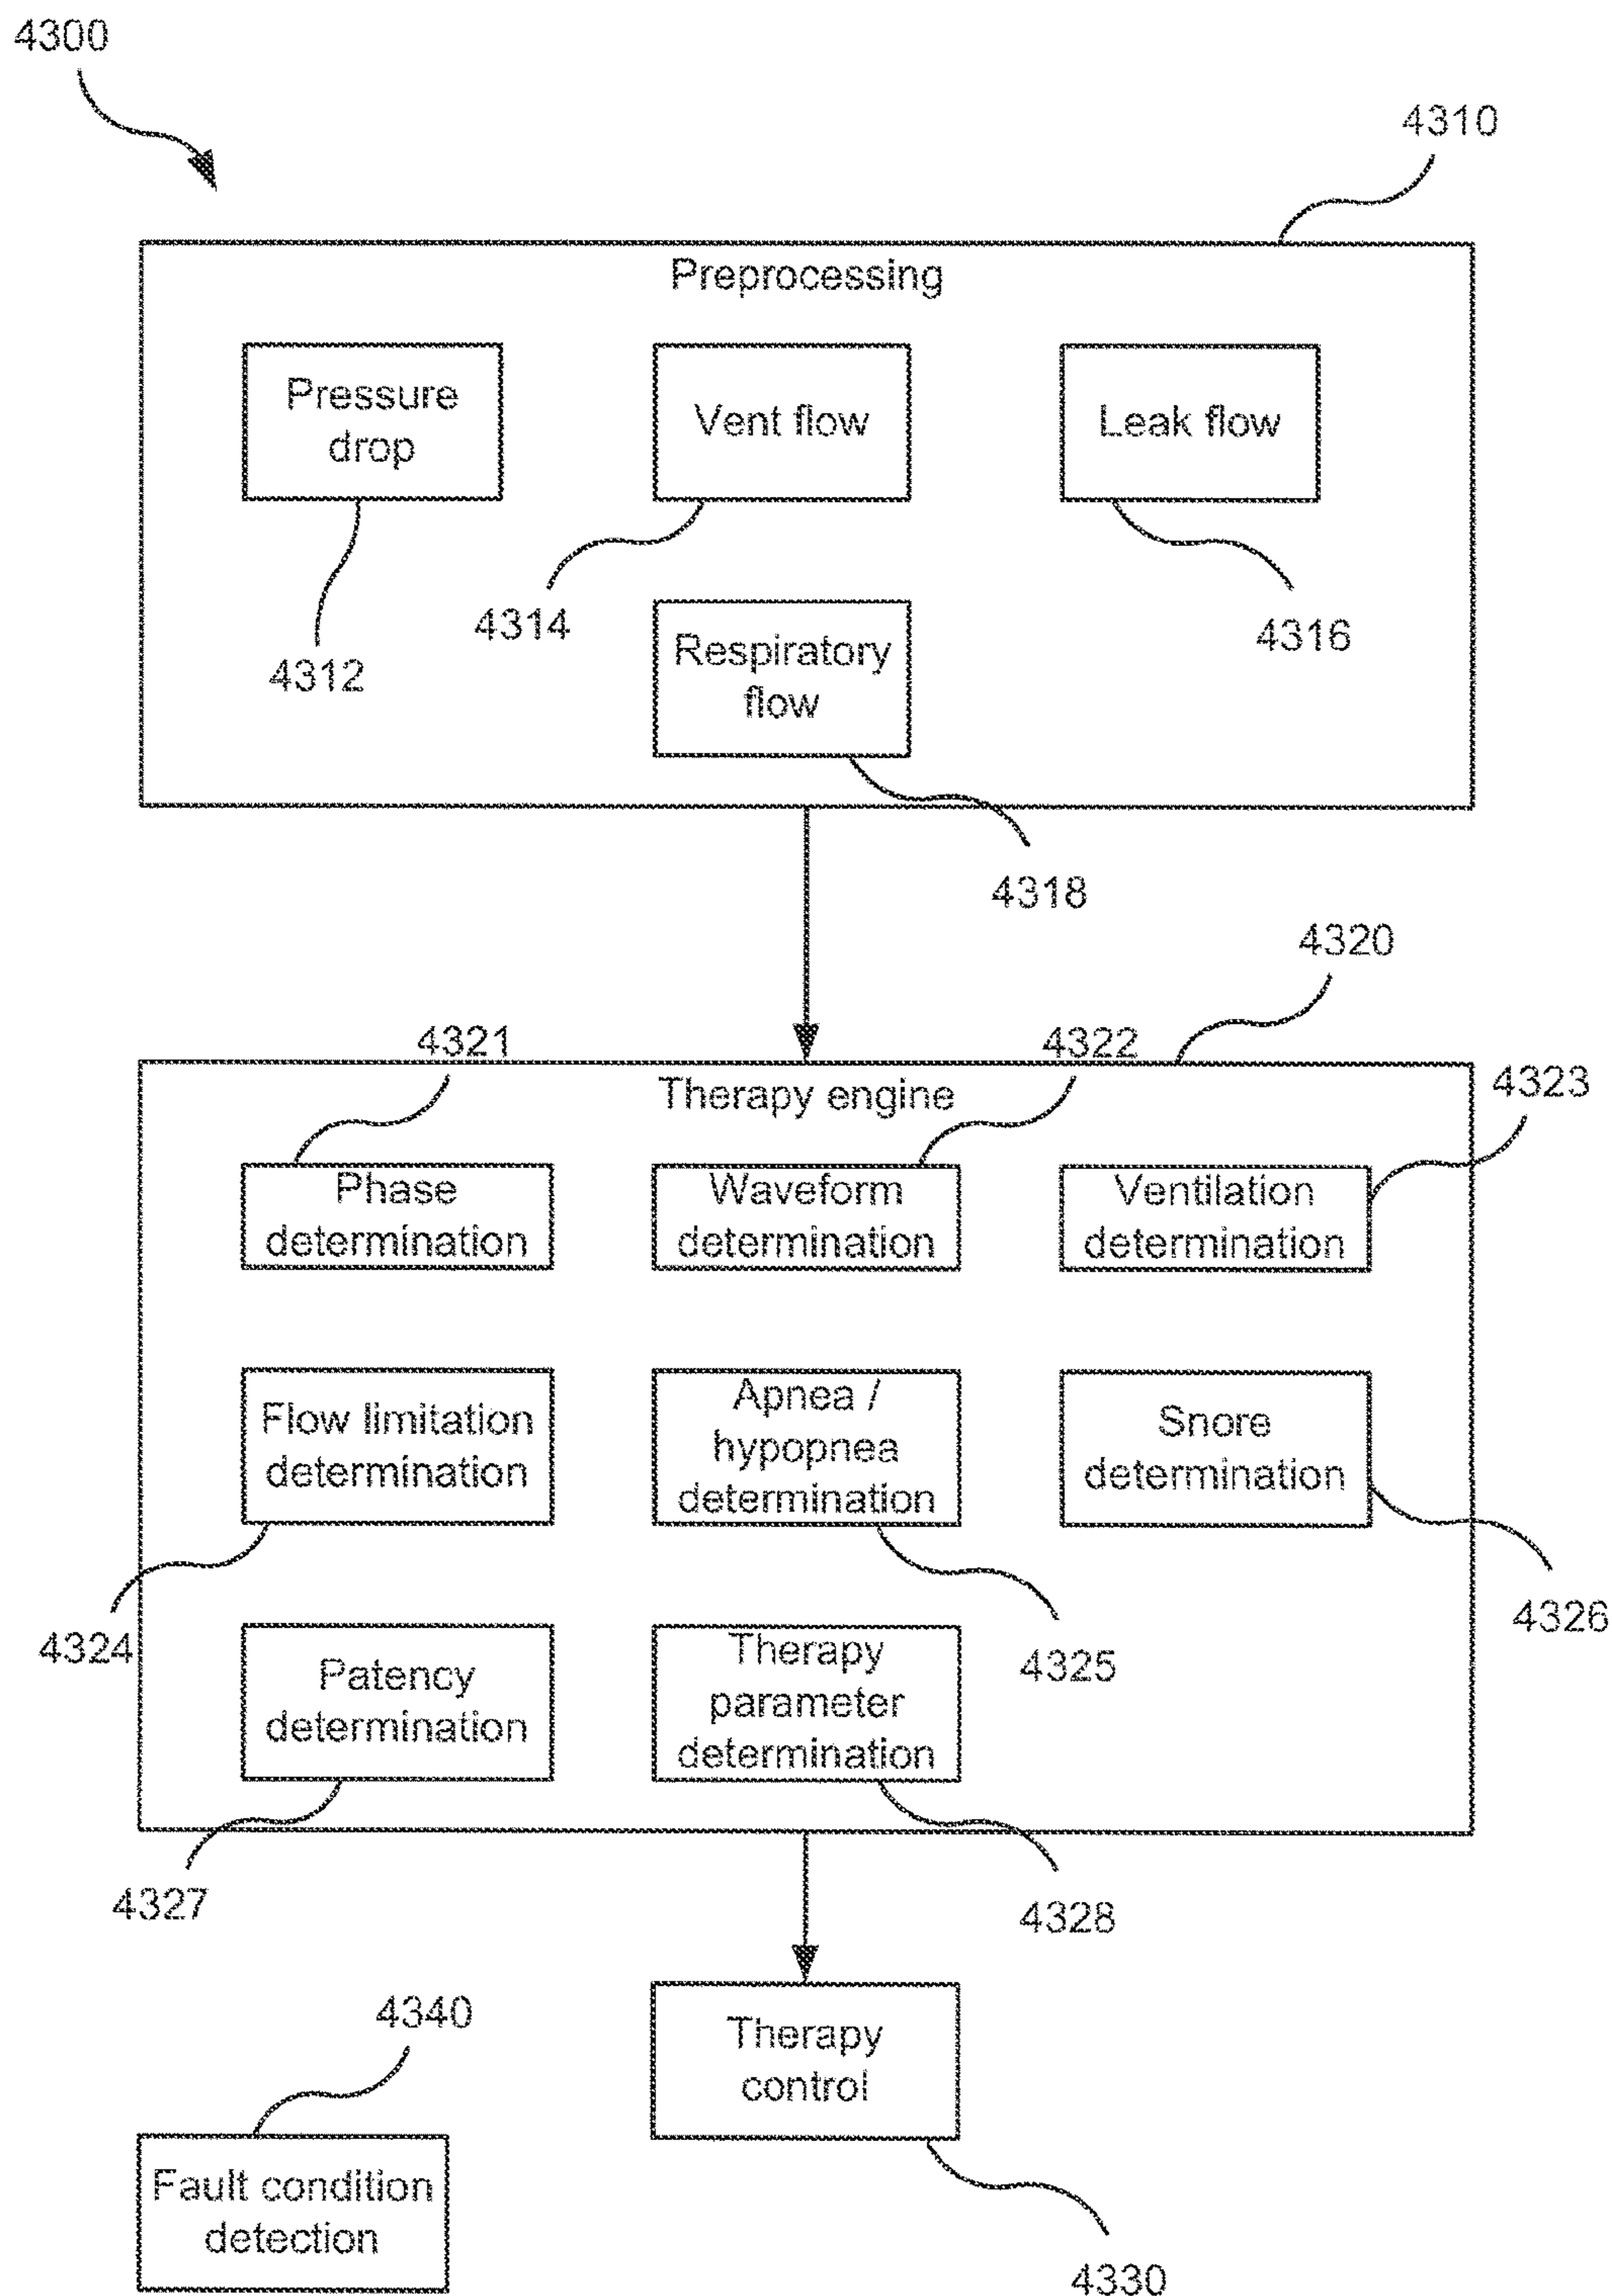 4300
4310
Preprocessing
Pressure
drop
Vent flow
Leak flow
4312
4314
4316
Respiratory
flow
4318
4320
4321
4322
4323
Therapy engine
Phase
determination
Waveform
determination
Ventilation
determination
Flow limitation
determination
Apnea /
hypopnea
determination
Snore
determination
4324
4325
4326
Patency
determination
Therapy
parameter
determination
4327
4328
4340
Therapy
control
Fault condition
detection
4330